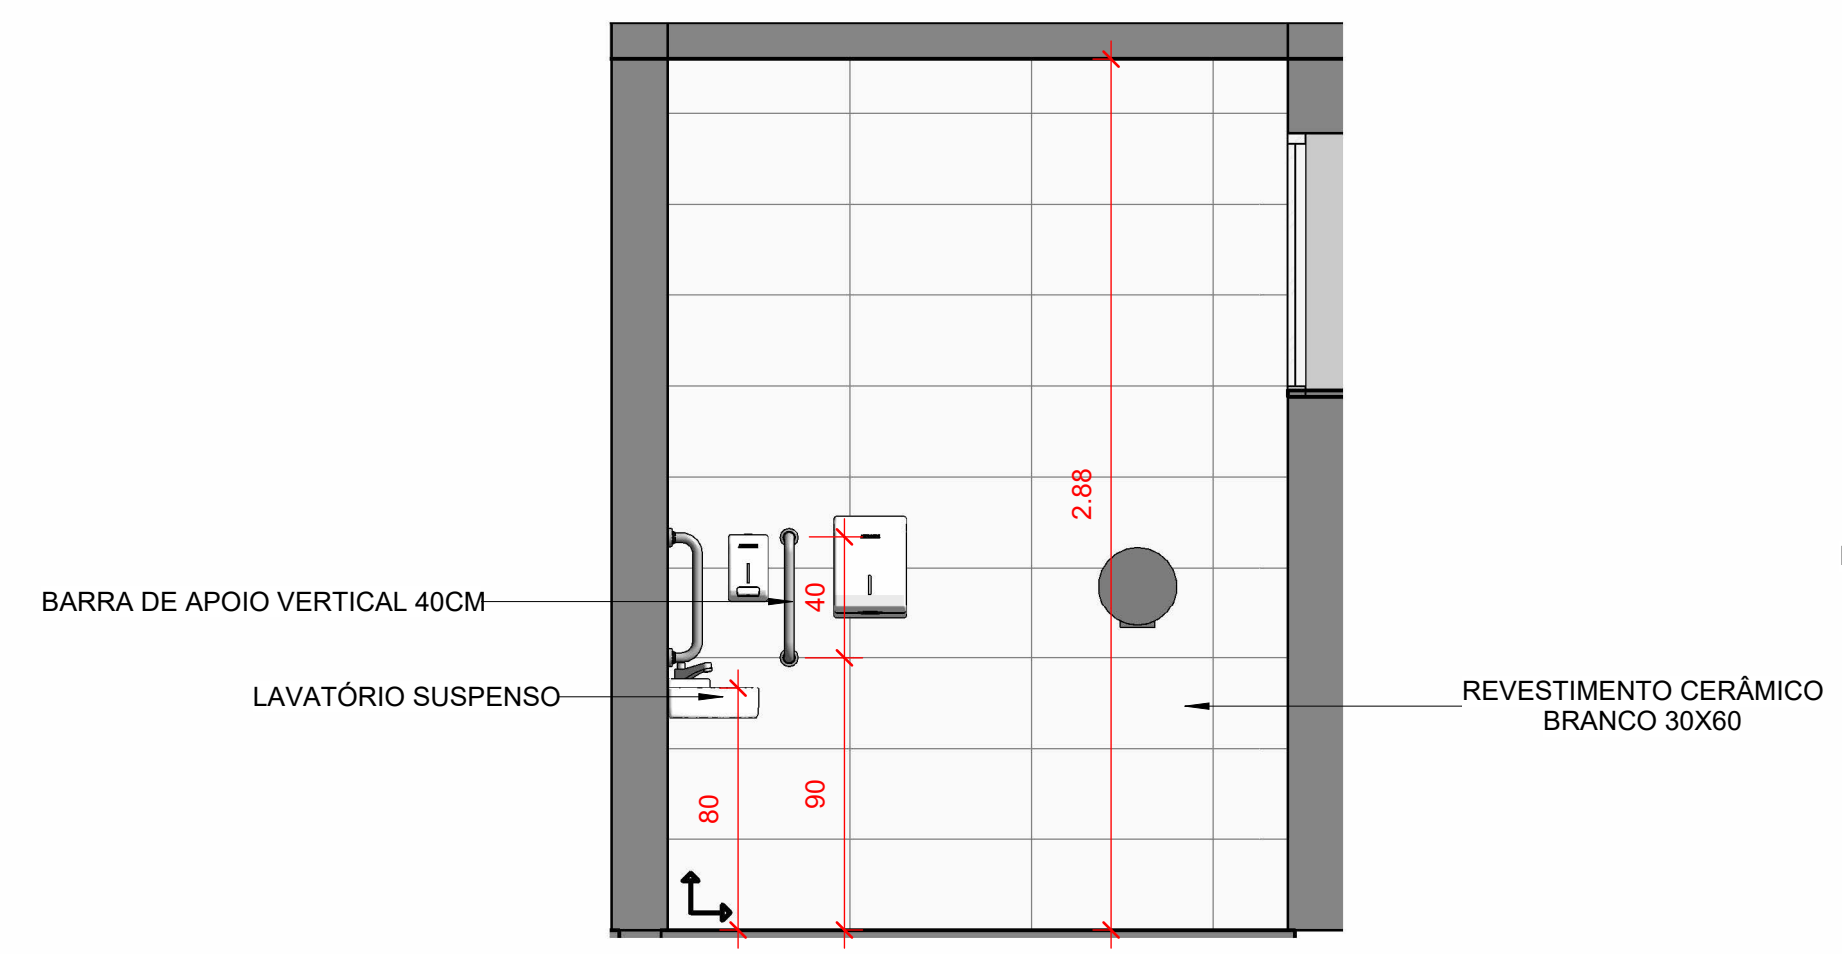 2.88
BARRA DE APOIO VERTICAL 40CM
40
LAVATÓRIO SUSPENSO
REVESTIMENTO CERÂMICO
BRANCO 30X60
80
90